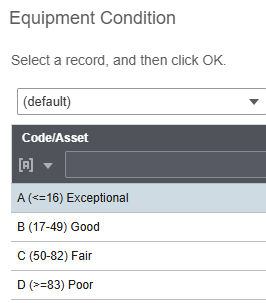 Equipment Condition
Select a record, and then click OK.
(default)
Code/Asset
[A]
A (<=16) Exceptional
B (17-49) Good
C (50-82) Fair
D (>=83) Poor